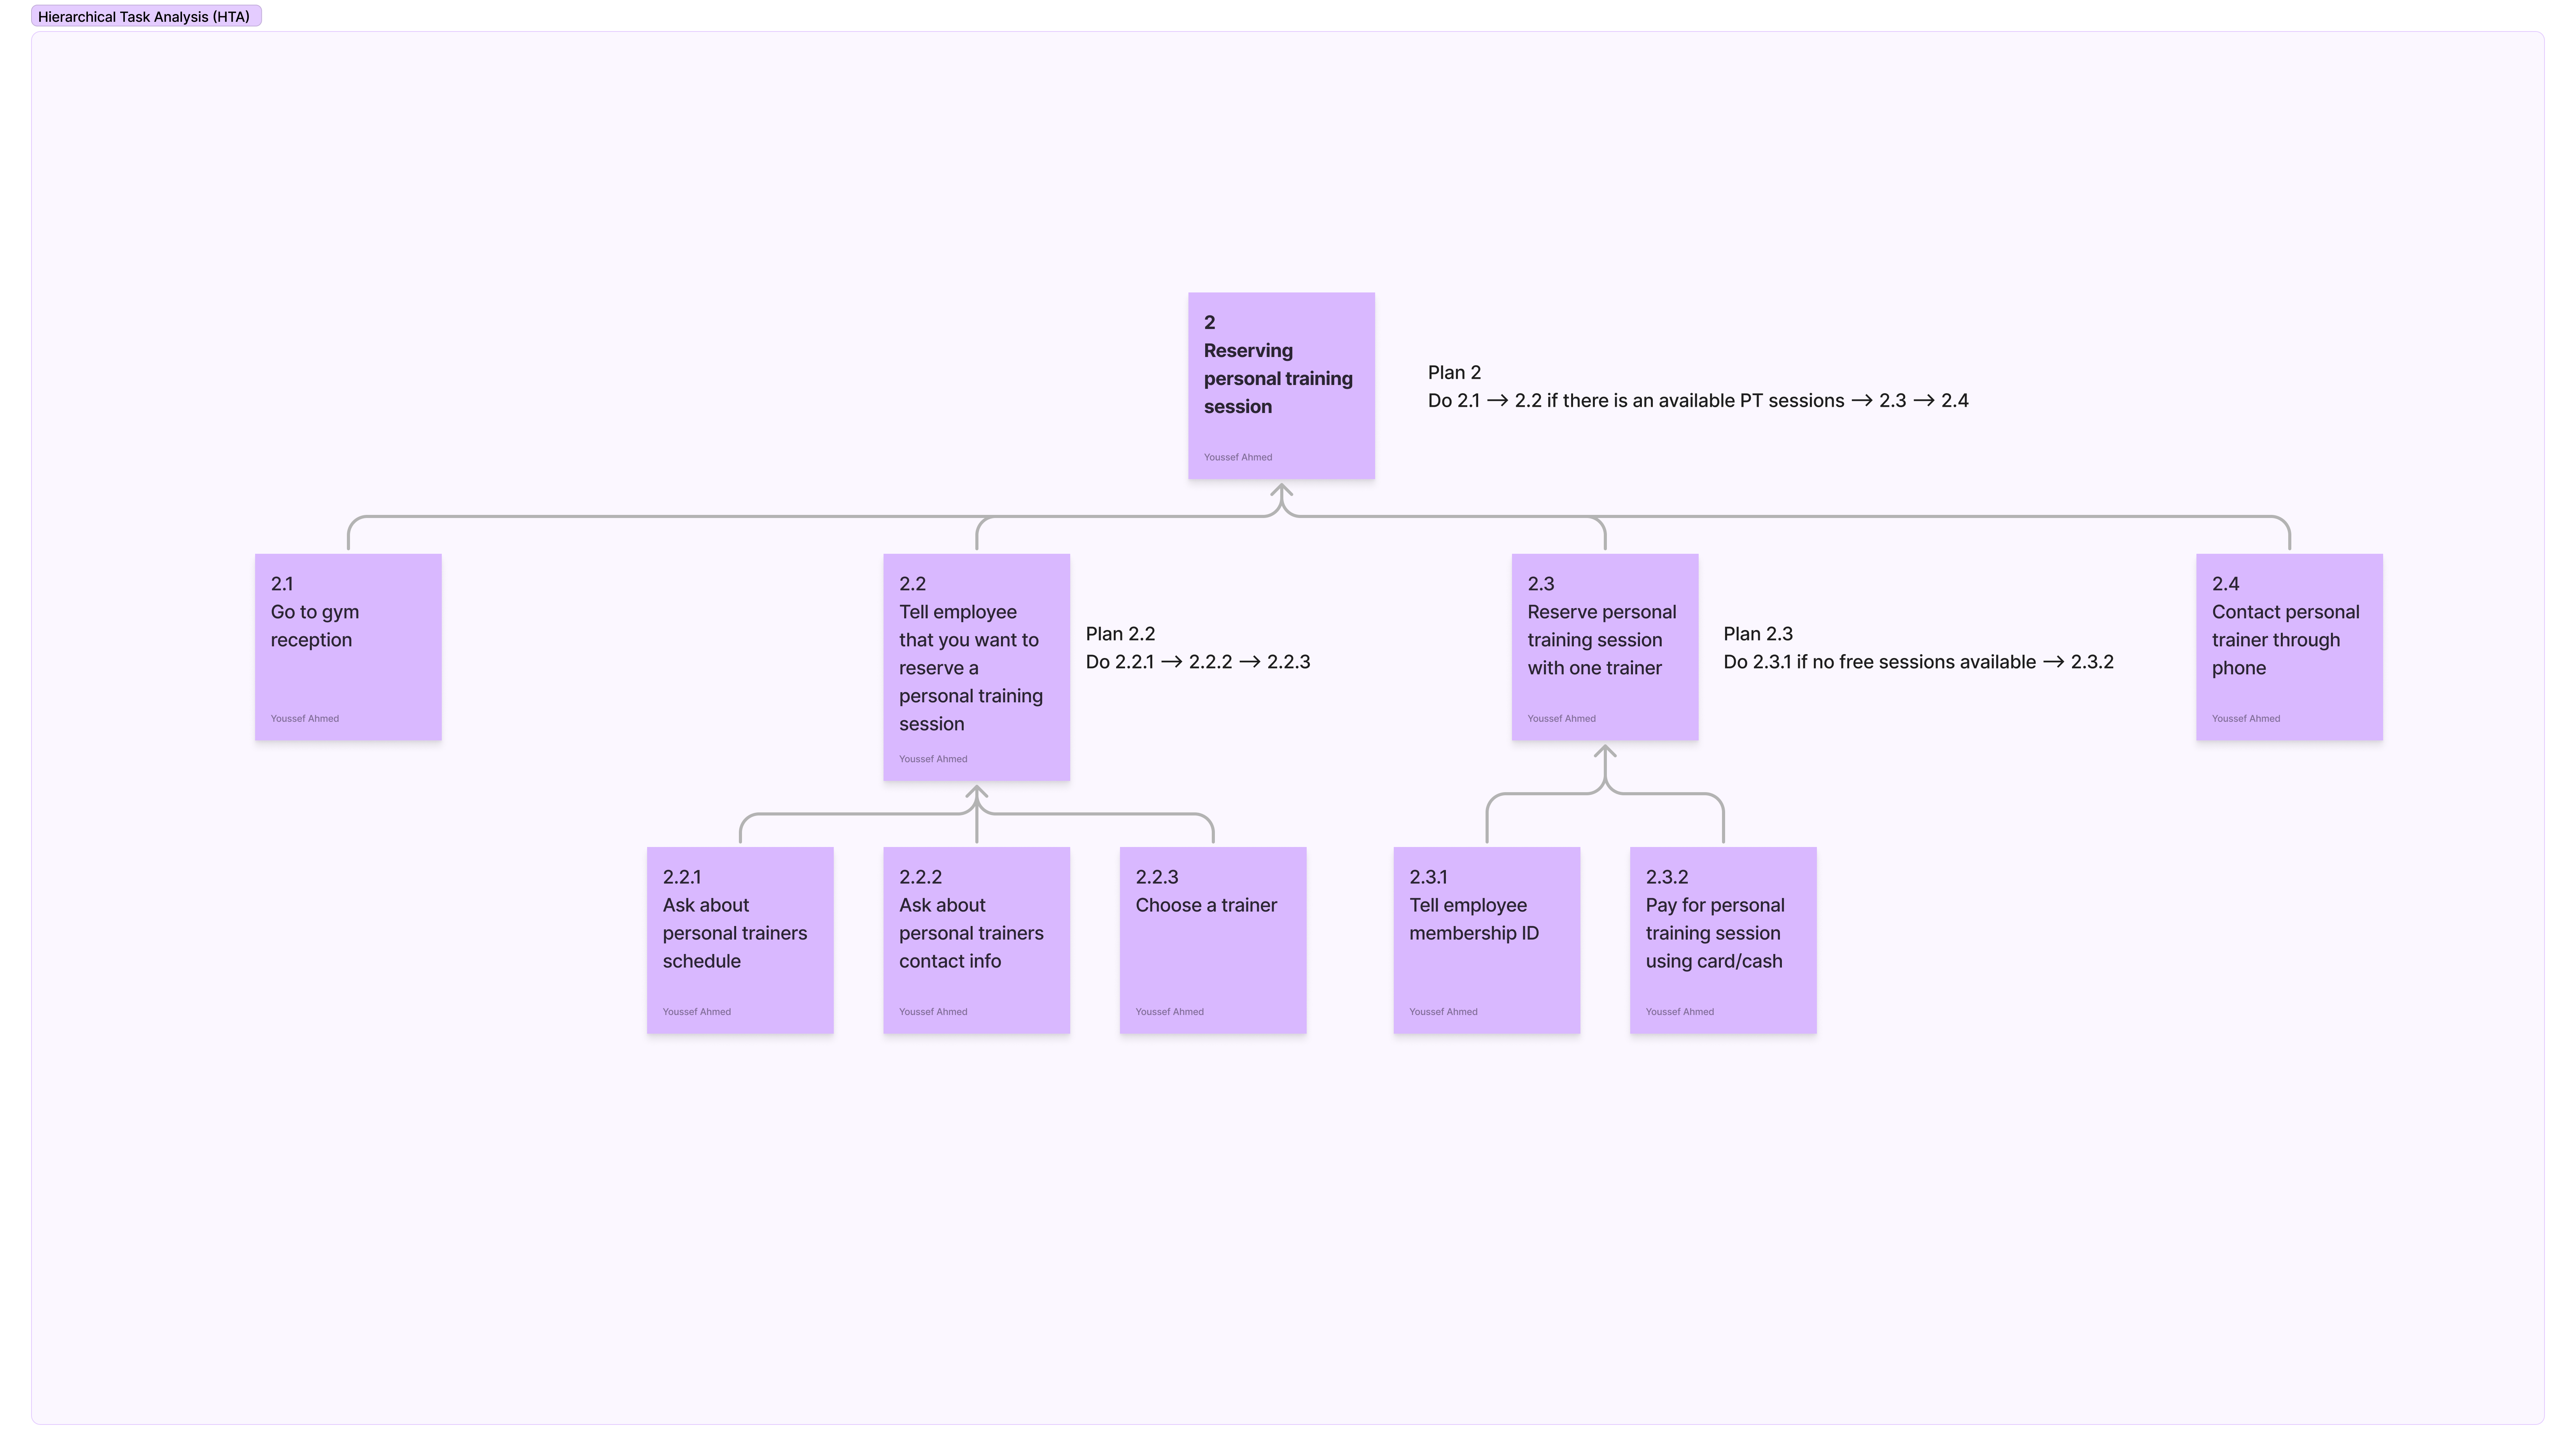 Hierarchical Task Analysis (HTA)
2
Reserving
personal training
session
Youssef Ahmed
Plan 2
Do 2.1 → 2.2 if there is an available PT sessions → 2.3 → 2.4
2.1
Go to gym
reception
Youssef Ahmed
2.2
Tell employee
that you want to
reserve a
personal training
session
Youssef Ahmed
Plan 2.2
Do 2.2.1 → 2.2.2 → 2.2.3
2.3
Reserve personal
training session
with one trainer
Youssef Ahmed
Plan 2.3
Do 2.3.1 if no free sessions available → 2.3.2
2.4
Contact personal
trainer through
phone
Youssef Ahmed
2.2.1
Ask about
personal trainers
schedule
Youssef Ahmed
2.2.2
Ask about
personal trainers
contact info
Youssef Ahmed
2.2.3
Choose a trainer
Youssef Ahmed
2.3.1
Tell employee
membership ID
Youssef Ahmed
2.3.2
Pay for personal
training session
using card/cash
Youssef Ahmed